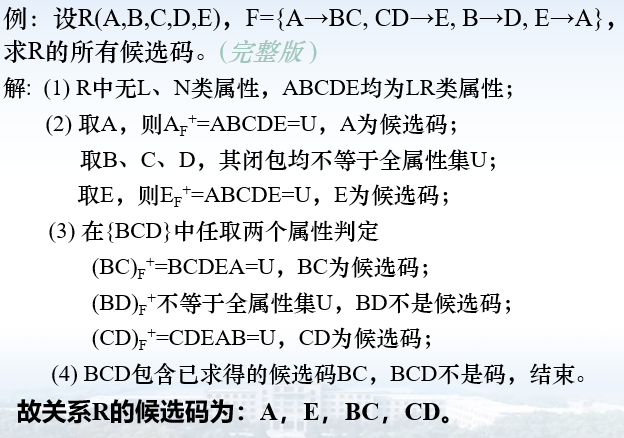 例：设R(A,B,C,D,E)，F={A→BC, CD→E, B→D, E→A}，
求R的所有候选码。(完整版)
解: (1) R中无L、N类属性，ABCDE均为LR类属性；
(2) 取A，则A_F⁺=ABCDE=U，A为候选码；
取B、C、D，其闭包均不等于全属性集U；
取E，则E_F⁺=ABCDE=U，E为候选码；
(3) 在{BCD}中任取两个属性判定
(BC)_F⁺=BCDEA=U，BC为候选码；
(BD)_F⁺不等于全属性集U，BD不是候选码；
(CD)_F⁺=CDEAB=U，CD为候选码；
(4) BCD包含已求得的候选码BC，BCD不是码，结束。
故关系R的候选码为：A，E，BC，CD。